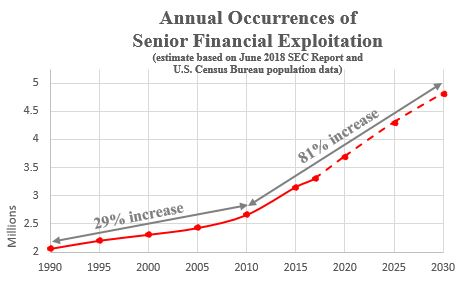 Annual Occurrences of
Senior Financial Exploitation
(estimate based on June 2018 SEC Report and
U.S. Census Bureau population data)
5
4.5
4
3.5
3
2.5
2
Millions
29% increase
81% increase
1990 1995 2000 2005 2010 2015 2020 2025 2030